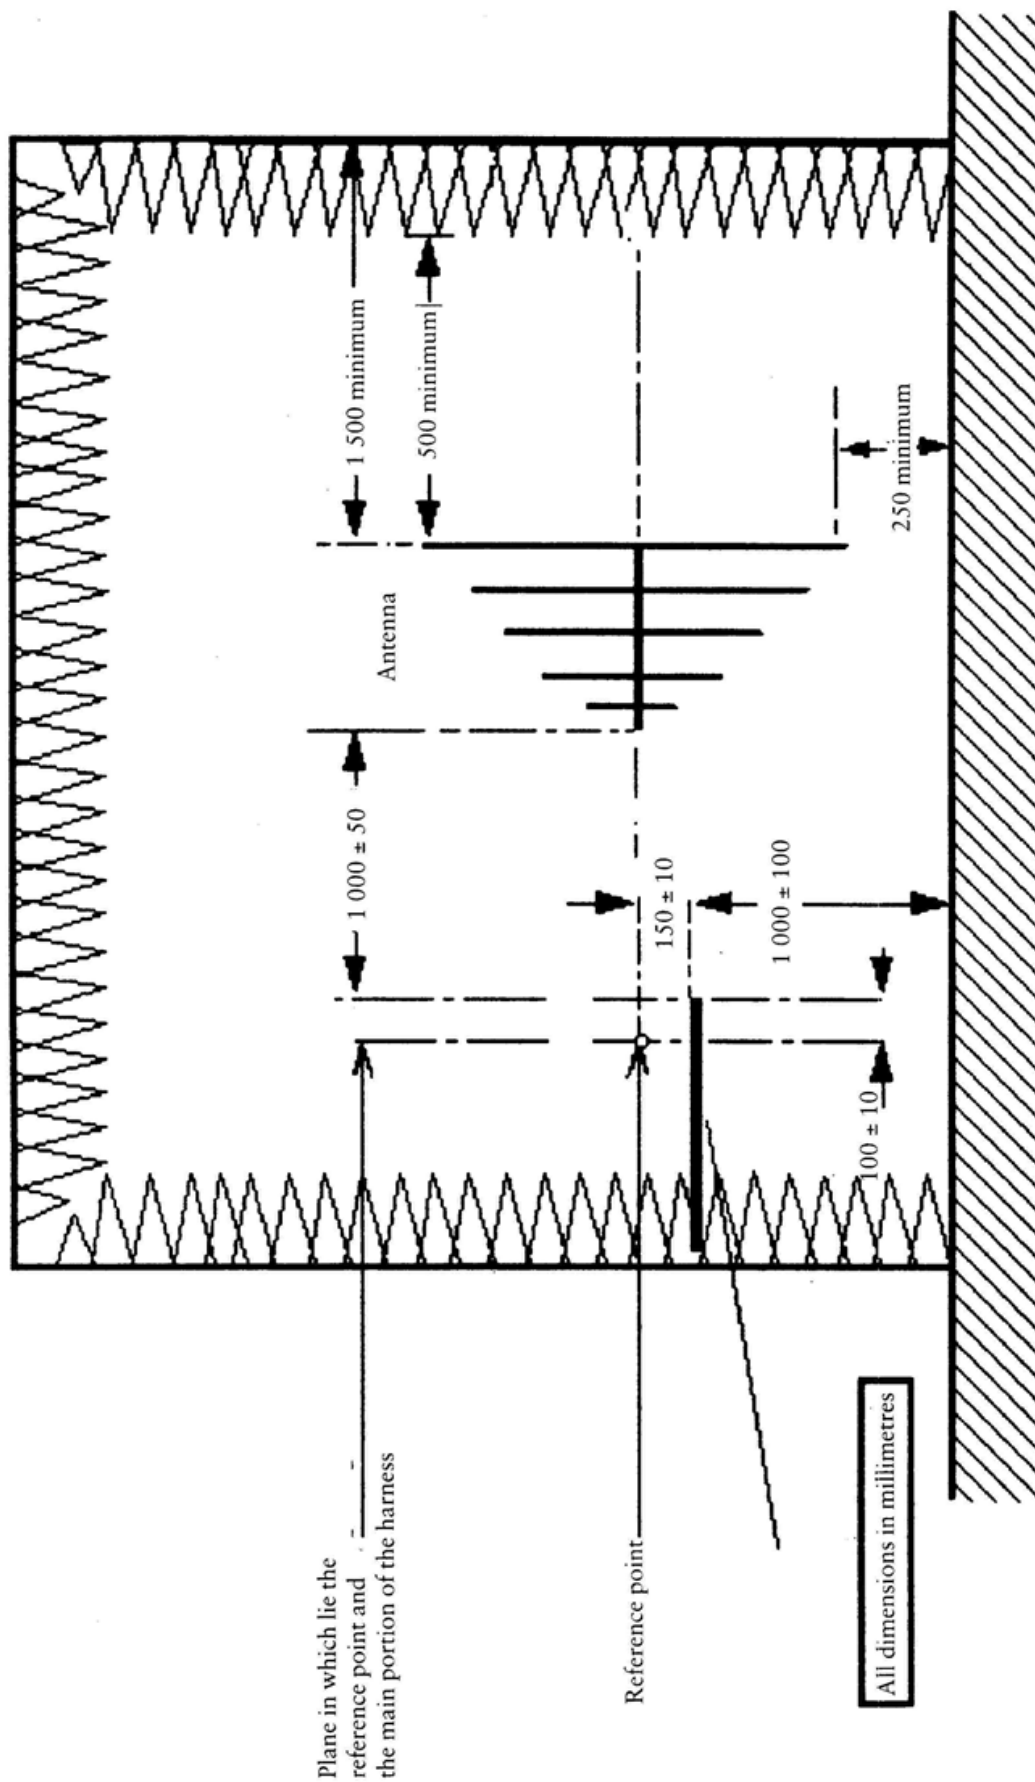 Plane in which lie the
reference point and
the main portion of the harness
Reference point
All dimensions in millimetres
1 000 ± 50
Antenna
1 500 minimum
500 minimum
150 ± 10
1 000 ± 100
100 ± 10
250 minimum